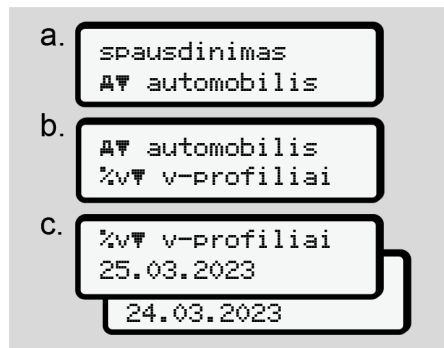 a.
spausdinimas
A▼ automobilis
b.
A▼ automobilis
%v▼ v-profiliai
c.
%v▼ v-profiliai
25.03.2023
24.03.2023